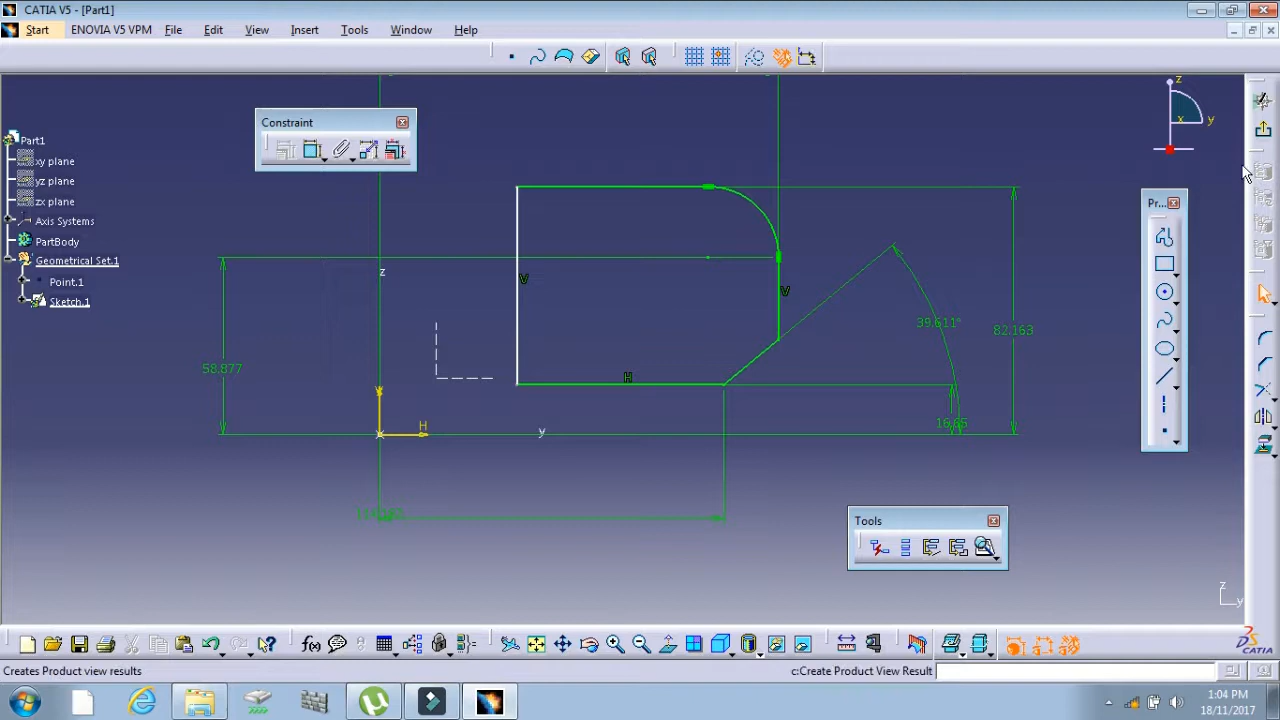 CATIA V5 - [Part1]
Start ENOVIA V5 VPM File Edit View Insert Tools Window Help
z
x y
Constraint
Part1
xy plane
yz plane
zx plane
Axis Systems
PartBody
Geometrical Set.1
Point.1
Sketch.1
Pr...
z
V
V
39.611°
82.163
58.877
H
16.65
V
H
y
Tools
z
y
f(x)
CATIA
Creates Product view results
c:Create Product View Result
1:04 PM
18/11/2017